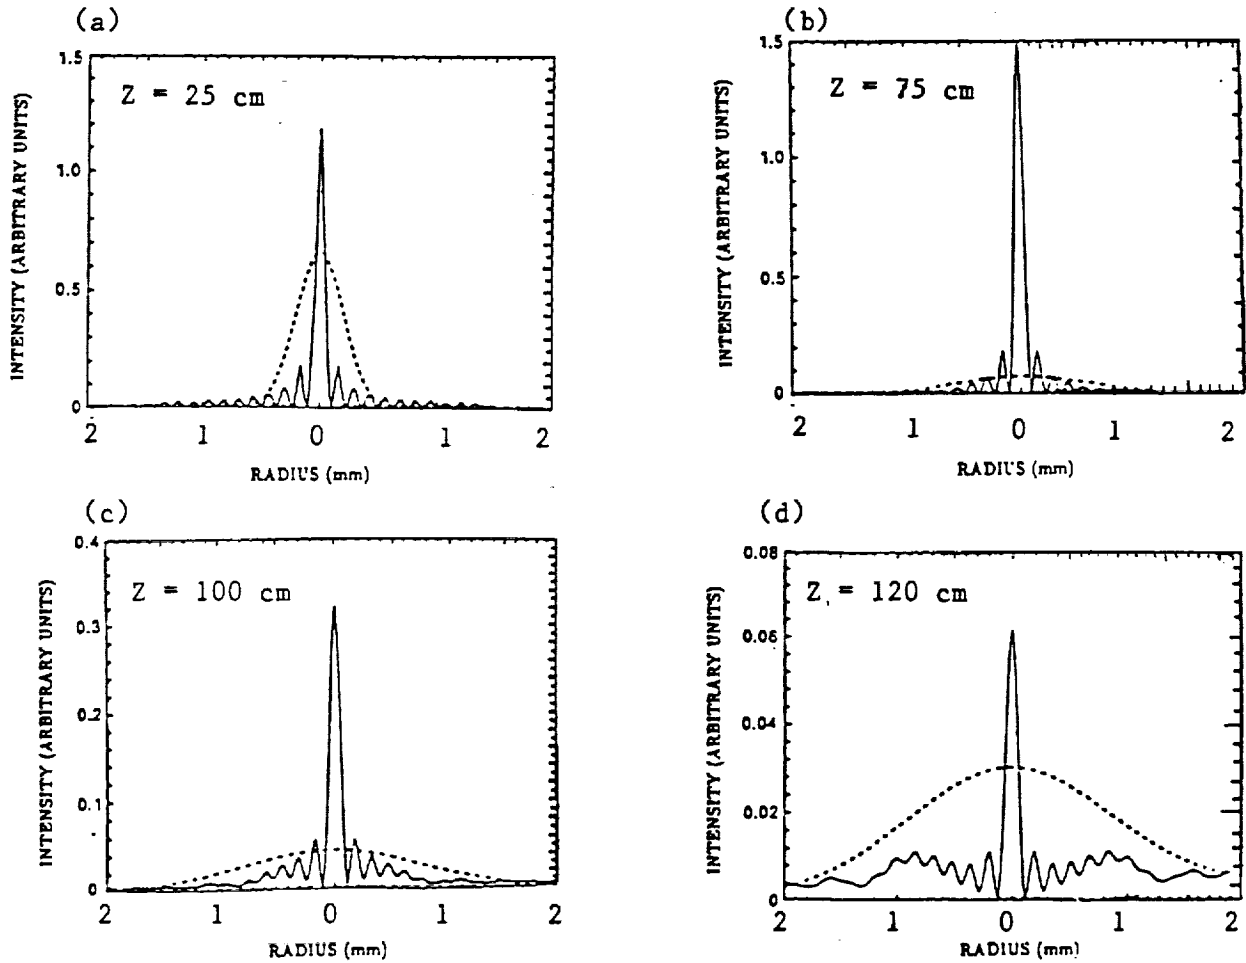 (a)
Z = 25 cm
INTENSITY (ARBITRARY UNITS)
1.5
1.0
0.5
0
2 1 0 1 2
RADIUS (mm)
(b)
Z = 75 cm
INTENSITY (ARBITRARY UNITS)
1.5
1.0
0.5
0
2 1 0 1 2
RADIUS (mm)
(c)
Z = 100 cm
INTENSITY (ARBITRARY UNITS)
0.4
0.3
0.2
0.1
0
2 1 0 1 2
RADIUS (mm)
(d)
Z = 120 cm
INTENSITY (ARBITRARY UNITS)
0.08
0.06
0.04
0.02
0
2 1 0 1 2
RADIUS (mm)